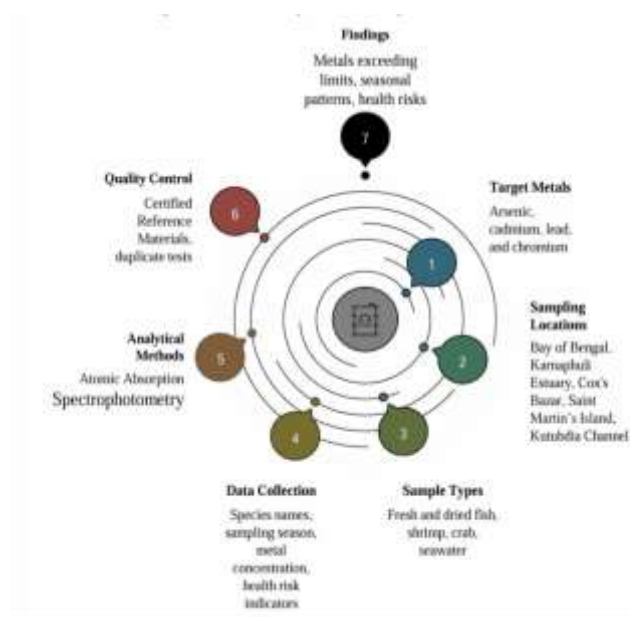 Findings
Metals exceeding
limits, seasonal
patterns, health risks
7
Quality Control
Certified
Reference
Materials,
duplicate tests
6
Target Metals
Arsenic,
cadmium, lead,
and chromium
1
Sampling
Locations
Bay of Bengal,
Karnaphuli
Estuary, Cox's
Bazar, Saint
Martin's Island,
Kutubdia Channel
2
Analytical
Methods
Atomic Absorption
Spectrophotometry
5
4
3
Data Collection
Species names,
sampling season,
metal
concentration,
health risk
indicators
Sample Types
Fresh and dried fish,
shrimp, crab,
seawater